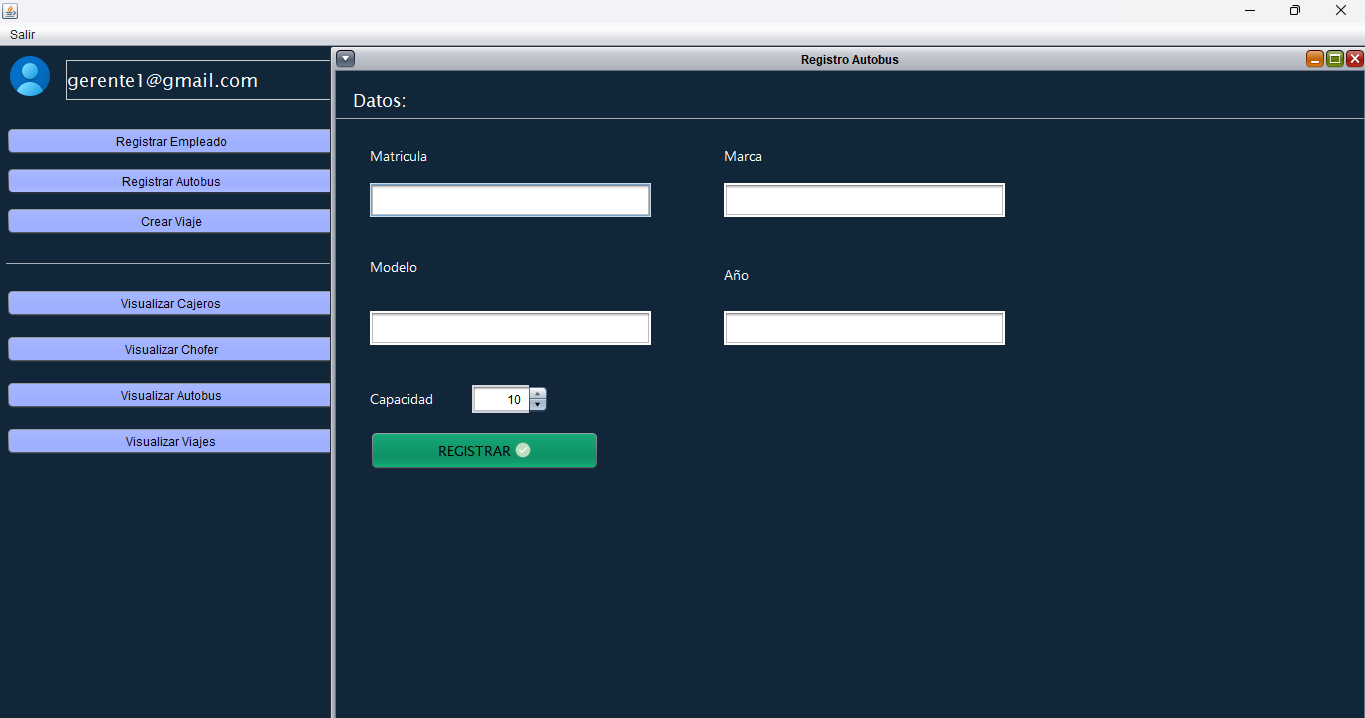 Salir
gerente1@gmail.com
Registrar Empleado
Registrar Autobus
Crear Viaje
Visualizar Cajeros
Visualizar Chofer
Visualizar Autobus
Visualizar Viajes
Registro Autobus
Datos:
Matricula
Marca
Modelo
Año
Capacidad
10
REGISTRAR